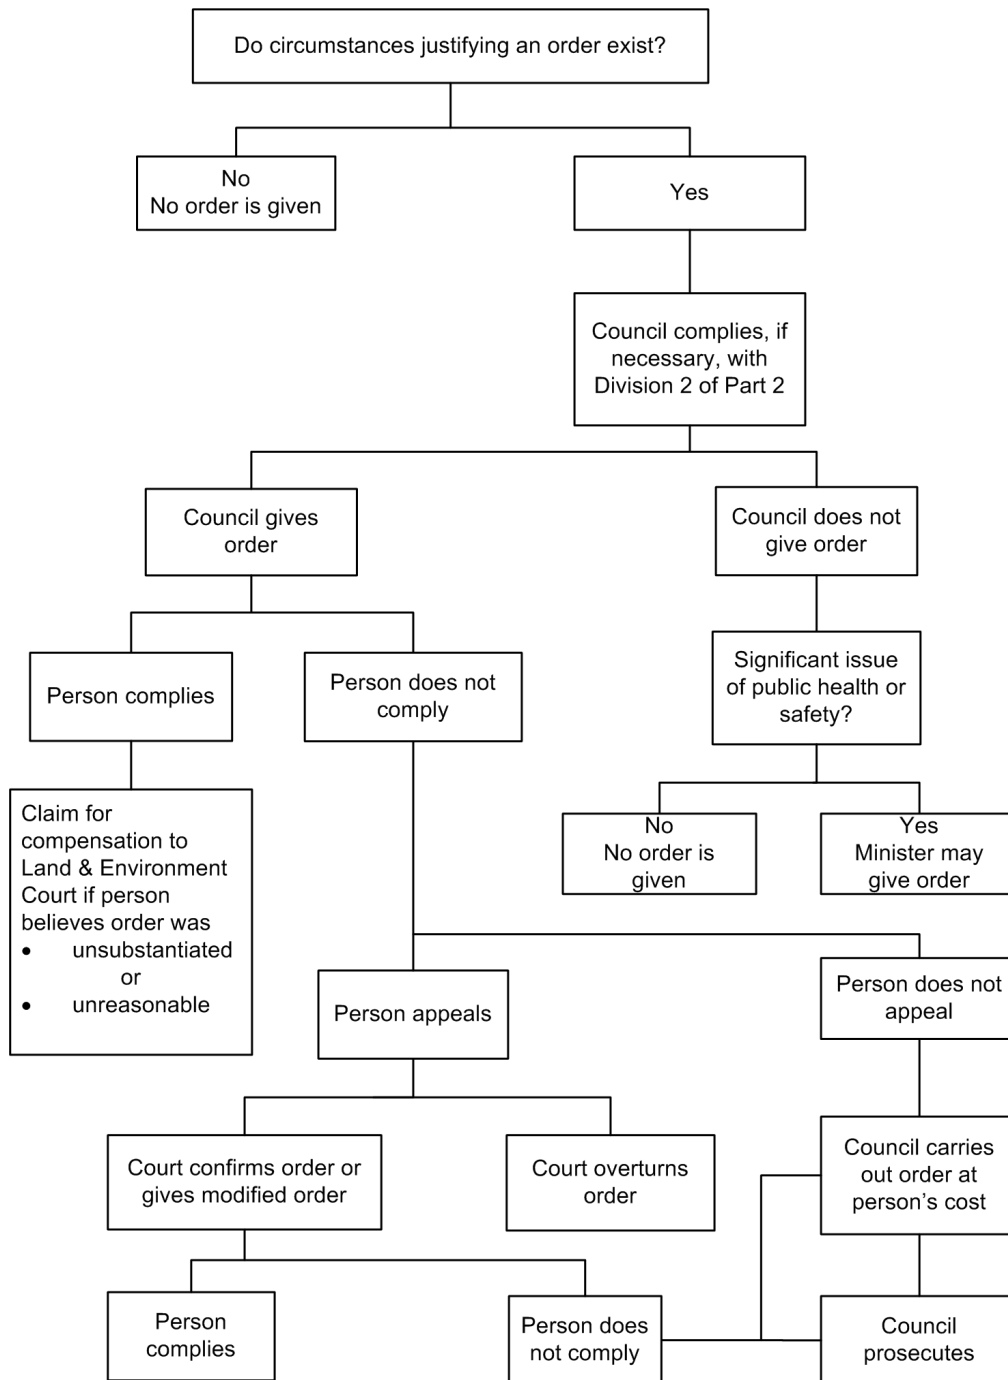 Do circumstances justifying an order exist?
No
No order is given
Yes
Council complies, if
necessary, with
Division 2 of Part 2
Council gives
order
Council does not
give order
Person complies
Person does not
comply
Significant issue
of public health or
safety?
Claim for
compensation to
Land & Environment
Court if person
believes order was
• unsubstantiated
or
• unreasonable
No
No order is
given
Yes
Minister may
give order
Person appeals
Person does not
appeal
Court confirms order or
gives modified order
Court overturns
order
Council carries
out order at
person's cost
Person
complies
Person does
not comply
Council
prosecutes